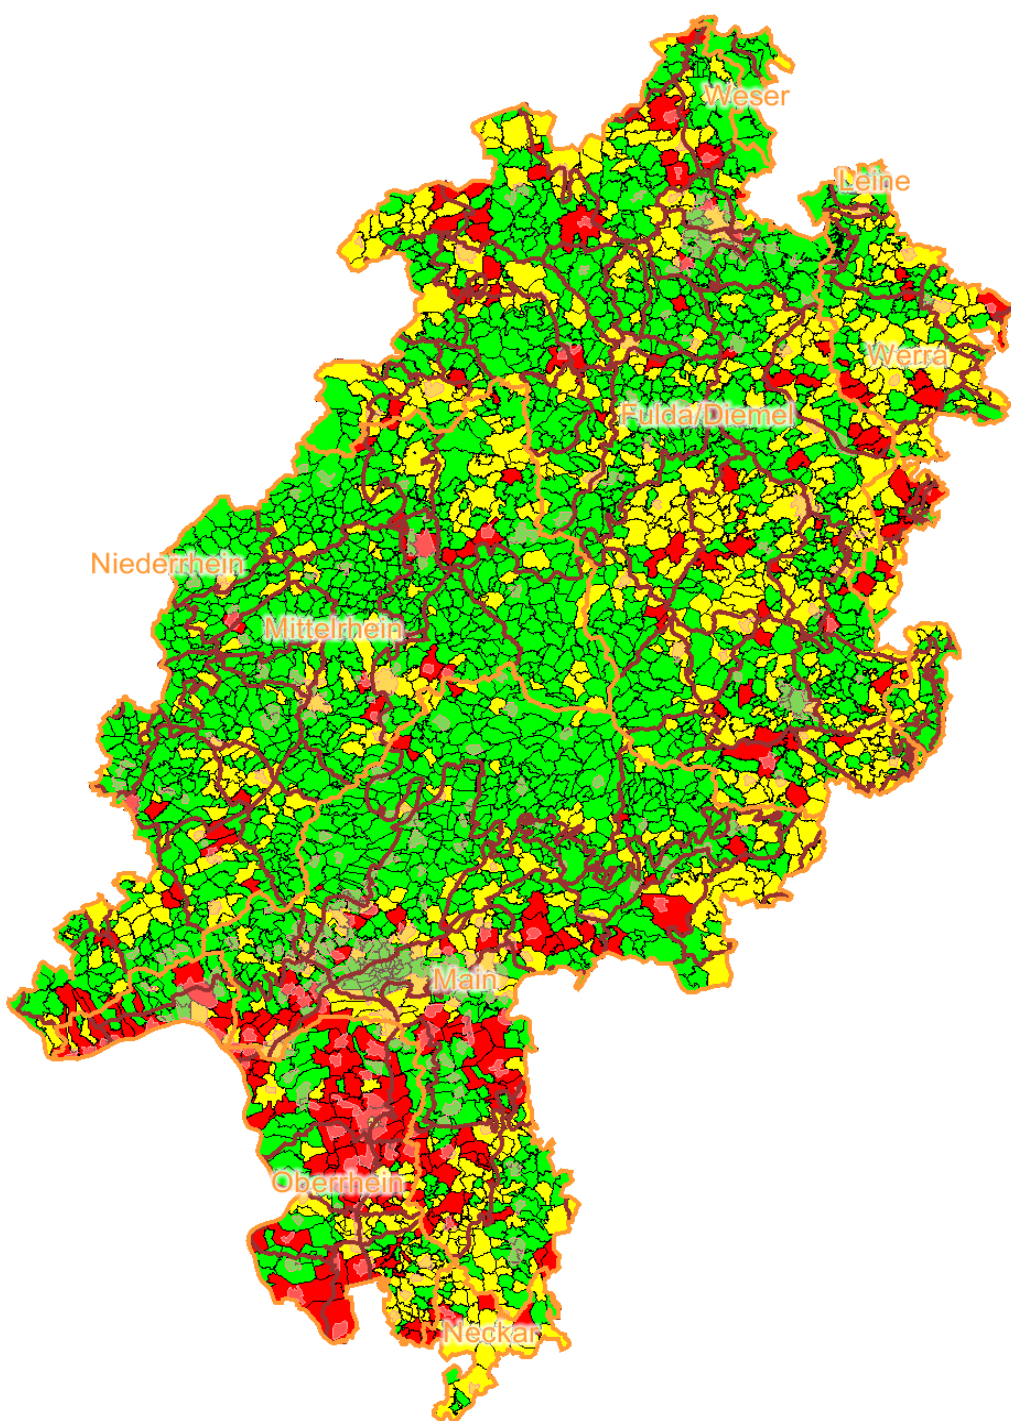 Weser
Leine
Werra
Fulda/Diemel
Niederrhein
Mittelrhein
Main
Oberrhein
Neckar